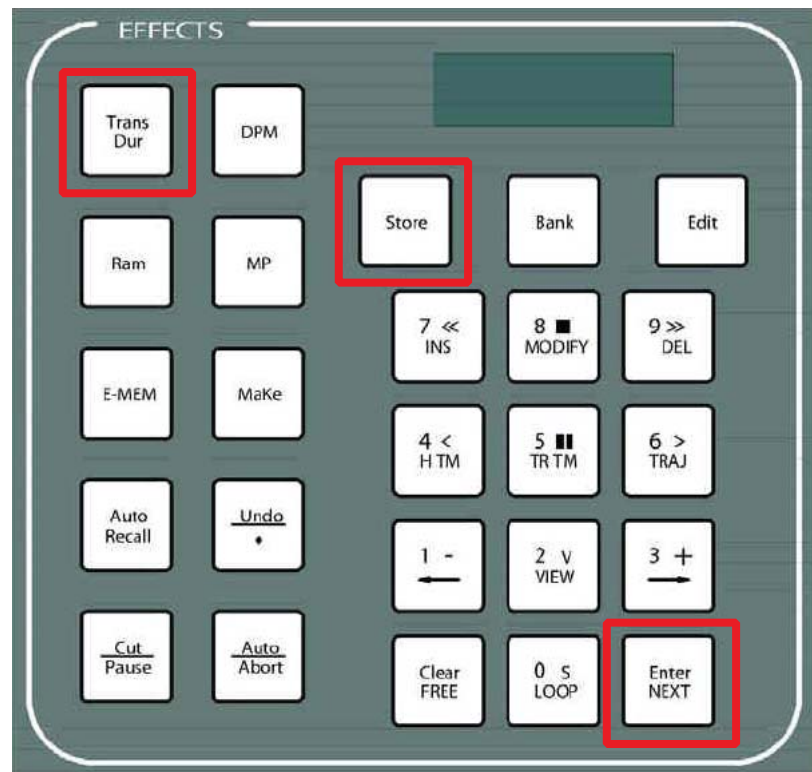 EFFECTS
Trans
Dur
DPM
Store
Bank
Edit
Ram
MP
7 «
INS
8 ■
MODIFY
9 »
DEL
E-MEM
MaKe
4 <
H TM
5 ▮▮
TR TM
6 >
TRAJ
Auto
Recall
Undo
♦
1 -
←
2 v
VIEW
3 +
→
Cut
Pause
Auto
Abort
Clear
FREE
0 S
LOOP
Enter
NEXT